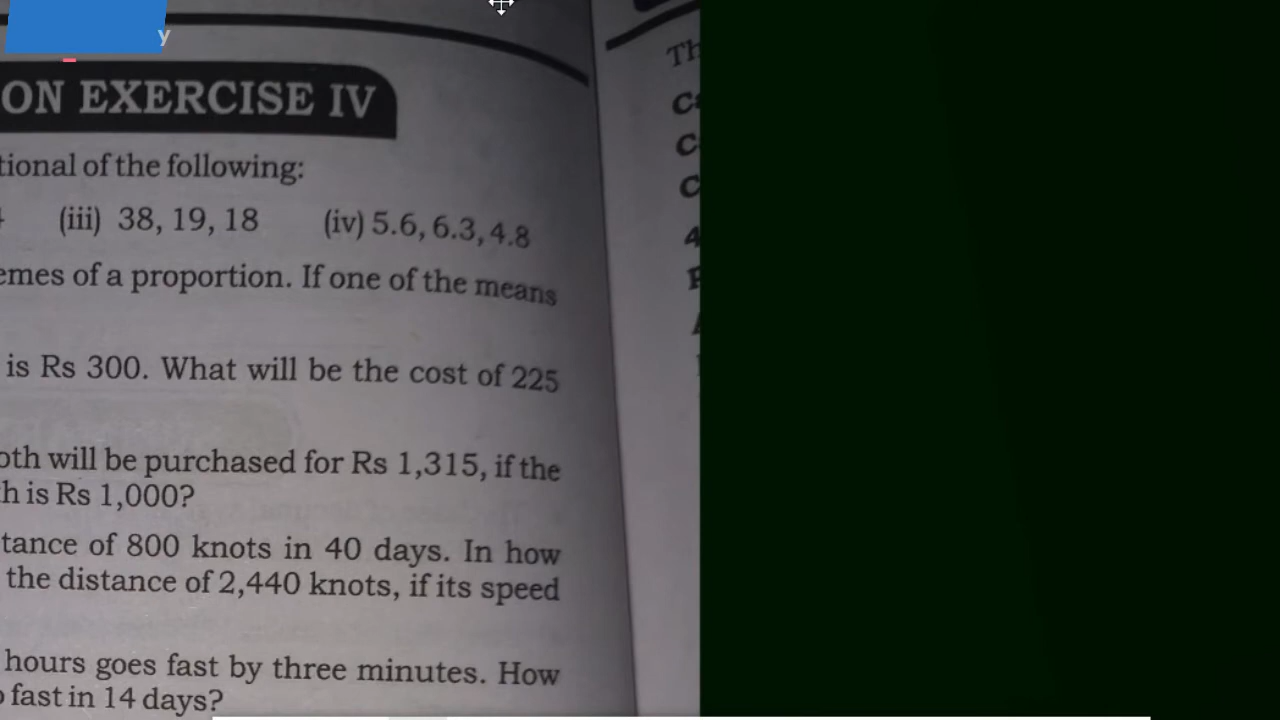 y
ON EXERCISE IV
tional of the following:
(iii) 38, 19, 18 (iv) 5.6, 6.3, 4.8
emes of a proportion. If one of the means
is Rs 300. What will be the cost of 225
oth will be purchased for Rs 1,315, if the
h is Rs 1,000?
tance of 800 knots in 40 days. In how
the distance of 2,440 knots, if its speed
hours goes fast by three minutes. How
fast in 14 days?
Th
C
C
4